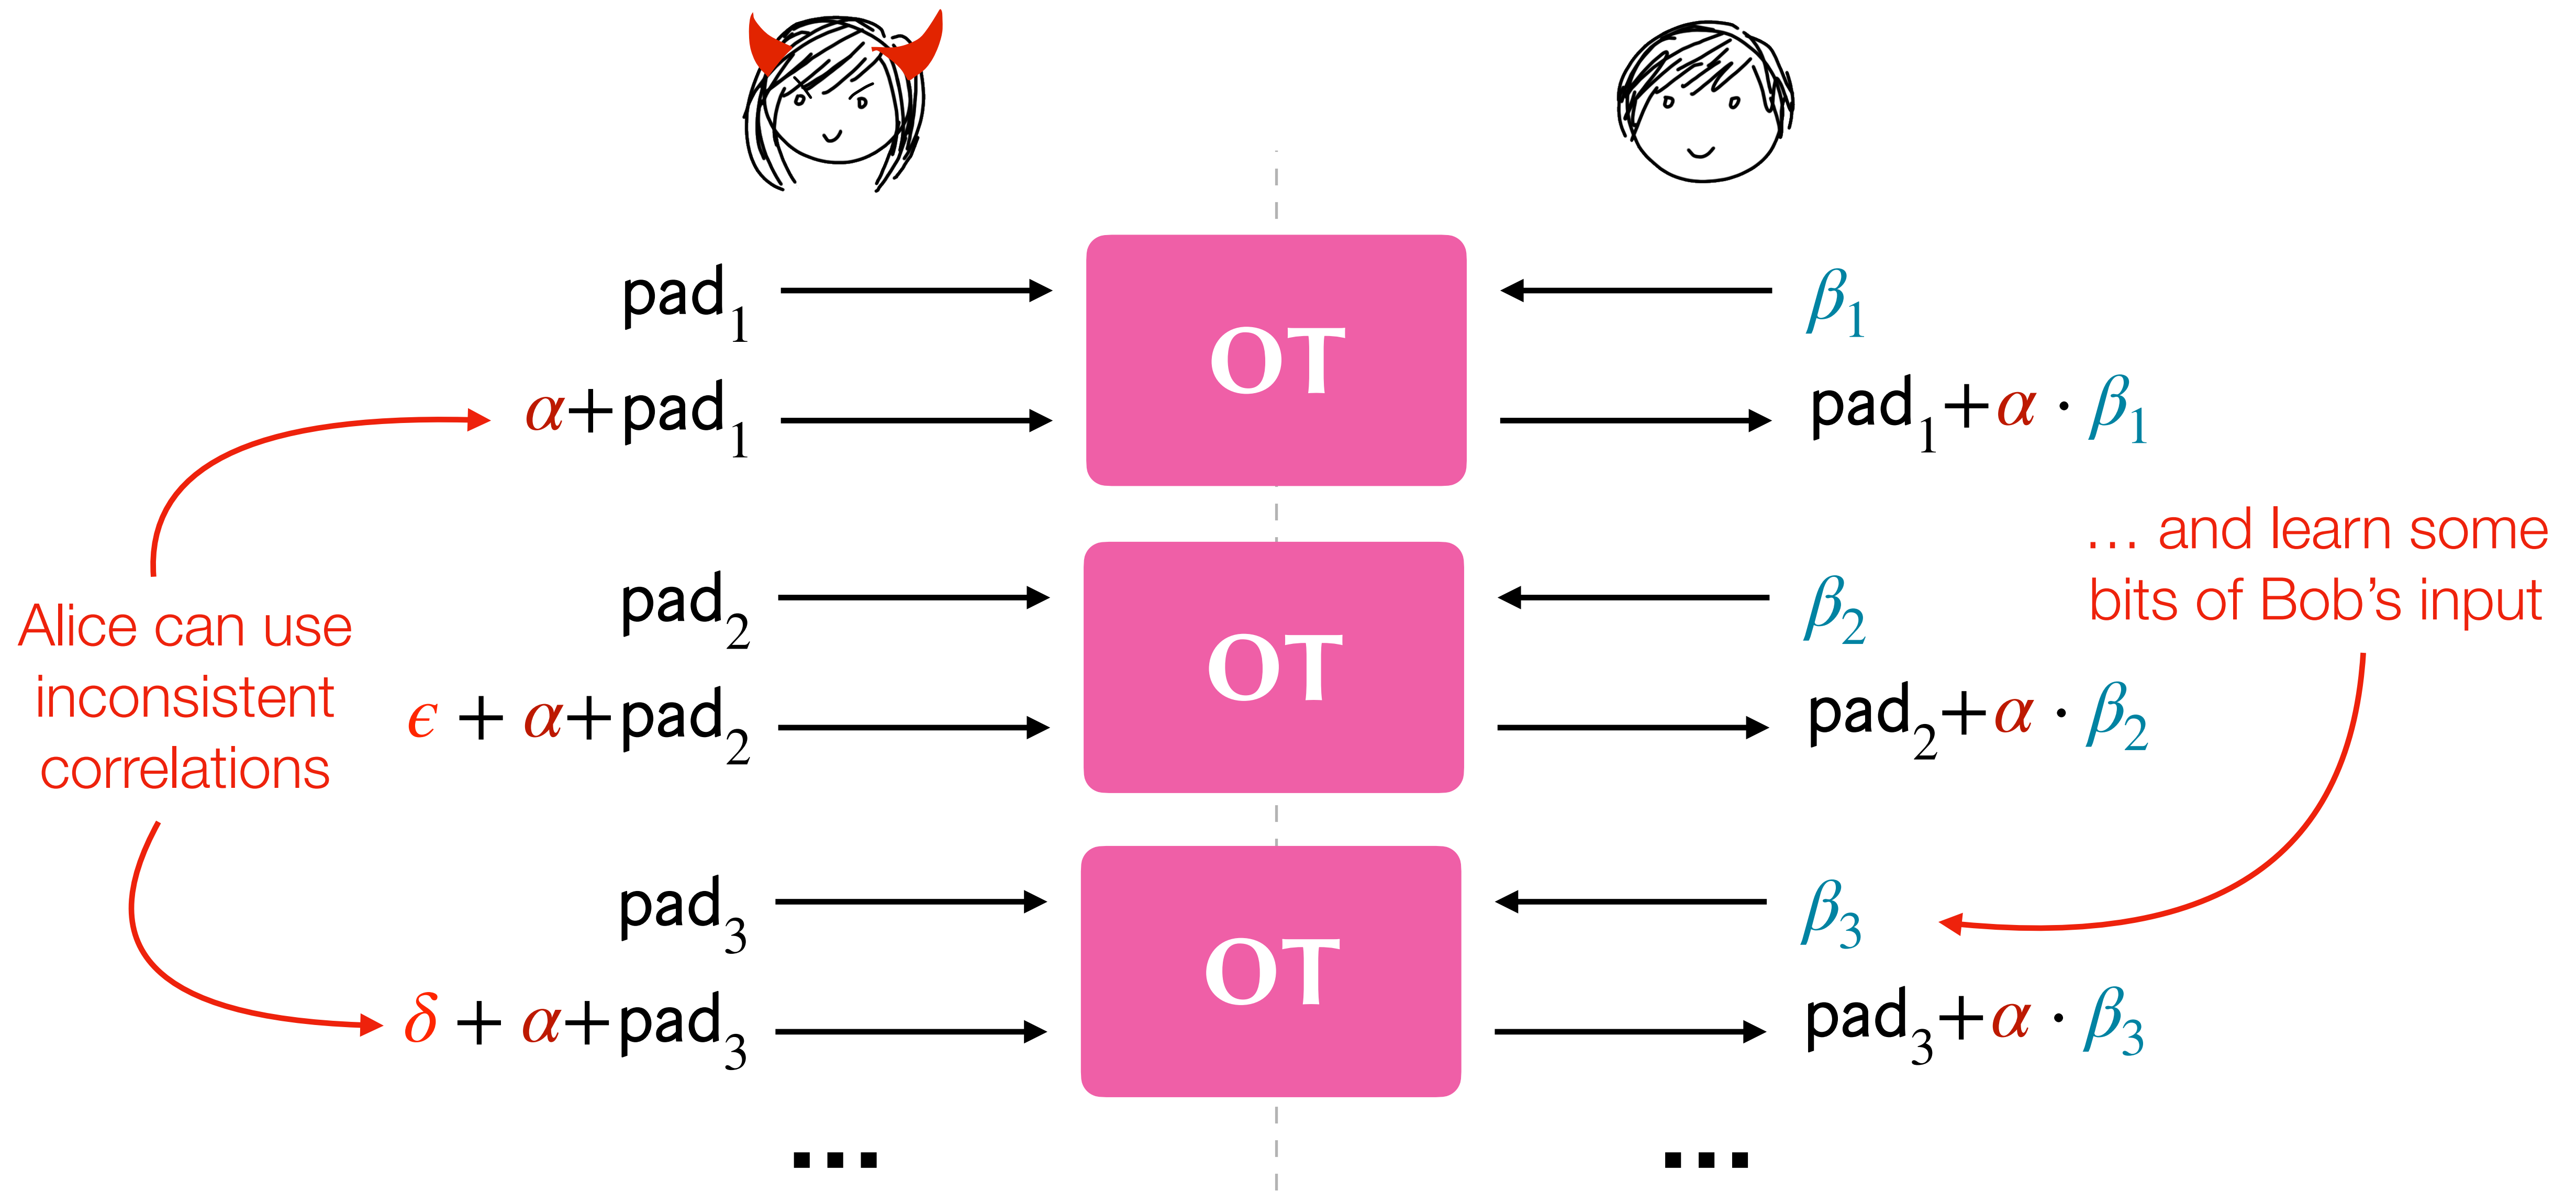 pad₁
β₁
OT
α+pad₁
pad₁+α · β₁
… and learn some
bits of Bob's input
Alice can use
inconsistent
correlations
pad₂
β₂
OT
ϵ + α+pad₂
pad₂+α · β₂
pad₃
β₃
OT
δ + α+pad₃
pad₃+α · β₃
... ...